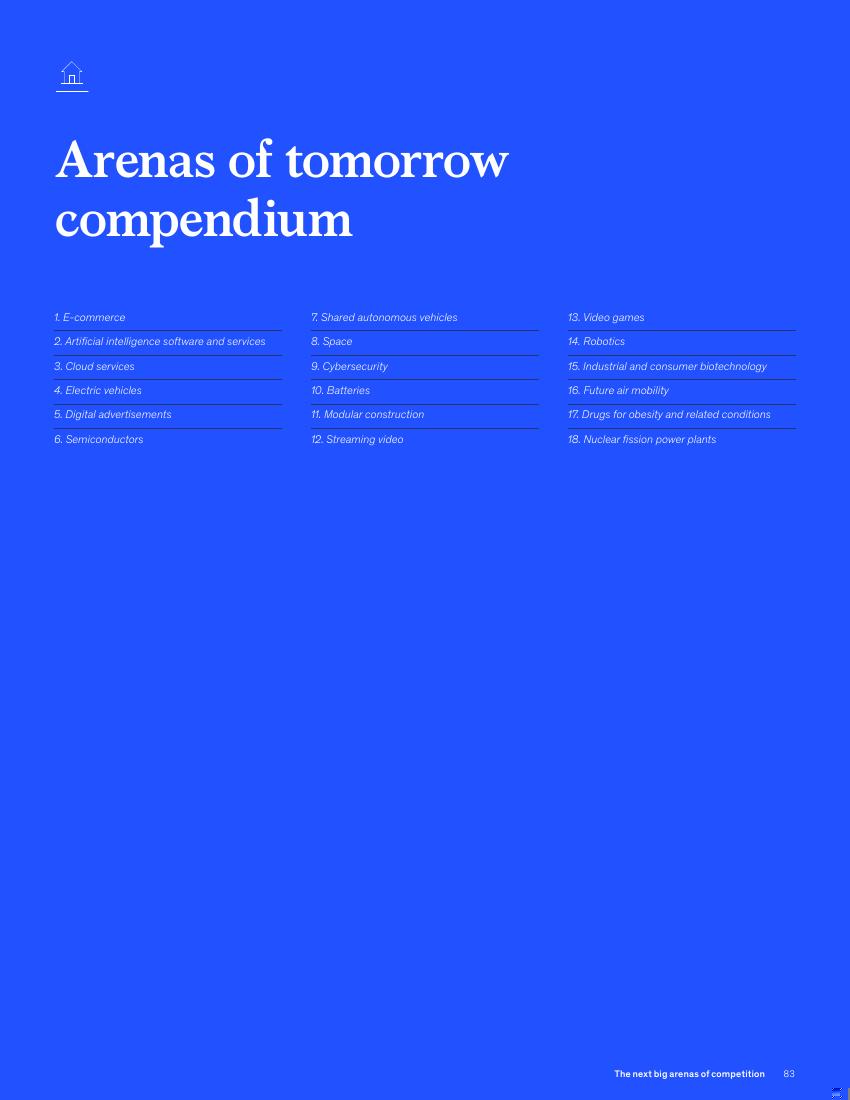 Arenas of tomorrow
compendium
1. E-commerce
2. Artificial intelligence software and services
3. Cloud services
4. Electric vehicles
5. Digital advertisements
6. Semiconductors
7. Shared autonomous vehicles
8. Space
9. Cybersecurity
10. Batteries
11. Modular construction
12. Streaming video
13. Video games
14. Robotics
15. Industrial and consumer biotechnology
16. Future air mobility
17. Drugs for obesity and related conditions
18. Nuclear fission power plants
The next big arenas of competition 83